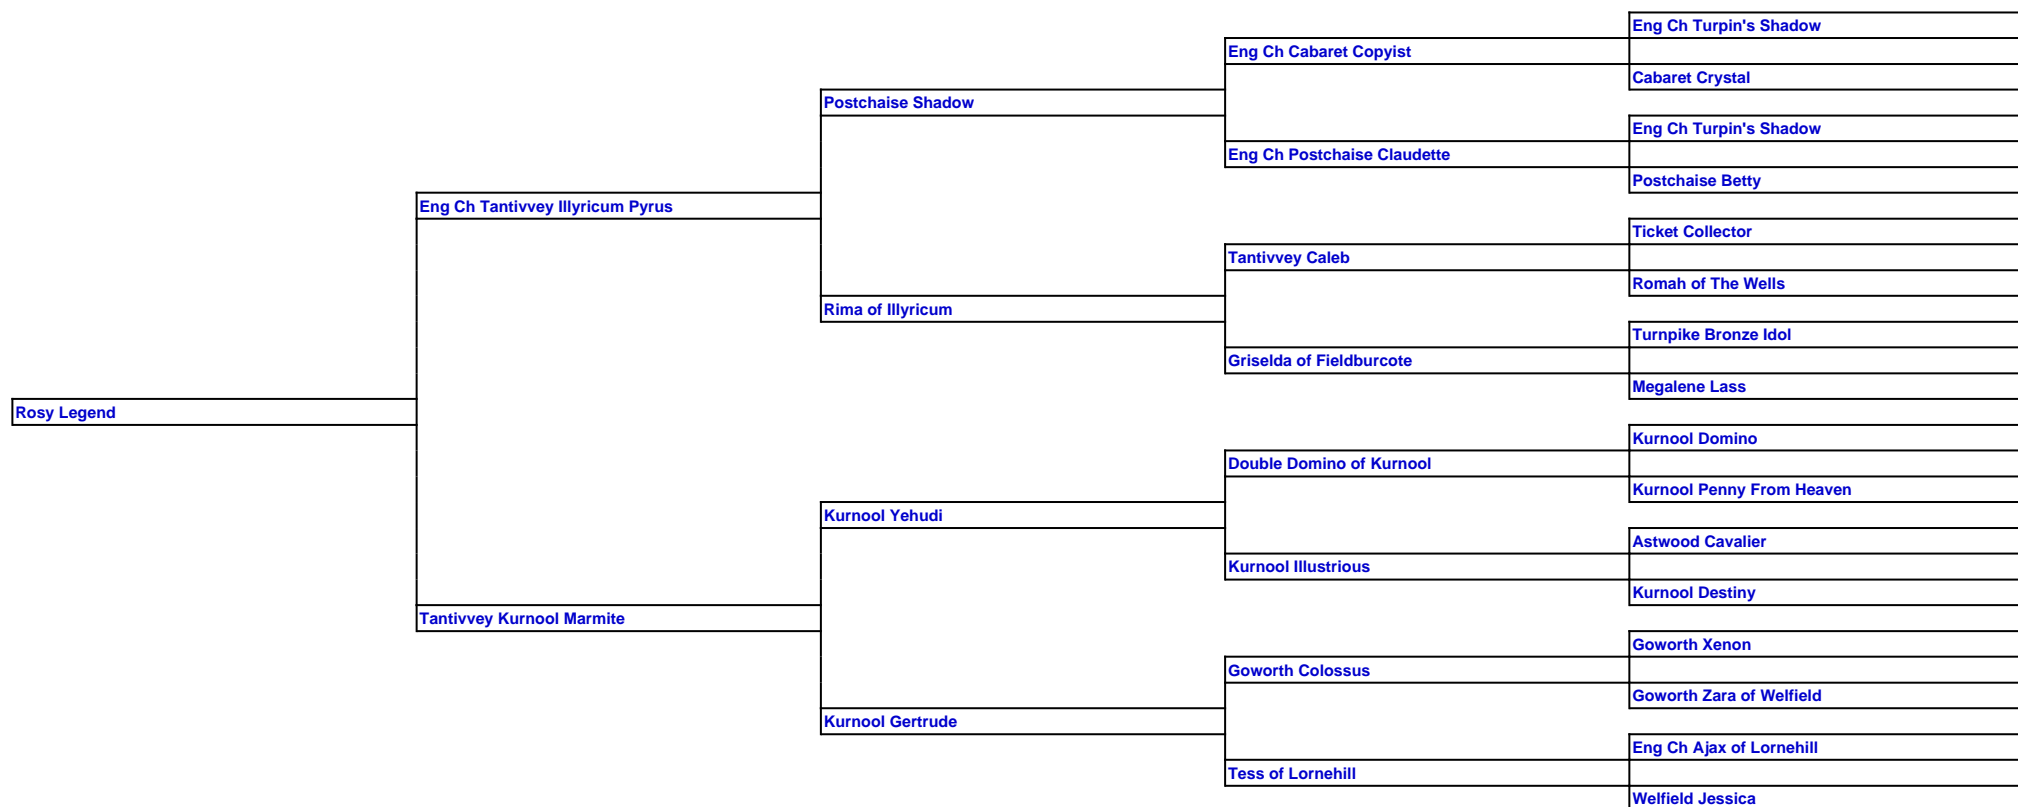 Eng Ch Turpin's Shadow
Eng Ch Cabaret Copyist
Cabaret Crystal
Postchaise Shadow
Eng Ch Turpin's Shadow
Eng Ch Postchaise Claudette
Postchaise Betty
Eng Ch Tantivvey Illyricum Pyrus
Ticket Collector
Tantivvey Caleb
Romah of The Wells
Rima of Illyricum
Turnpike Bronze Idol
Griselda of Fieldburcote
Megalene Lass
Rosy Legend
Kurnool Domino
Double Domino of Kurnool
Kurnool Penny From Heaven
Kurnool Yehudi
Astwood Cavalier
Kurnool Illustrious
Kurnool Destiny
Tantivvey Kurnool Marmite
Goworth Xenon
Goworth Colossus
Goworth Zara of Welfield
Kurnool Gertrude
Eng Ch Ajax of Lornehill
Tess of Lornehill
Welfield Jessica